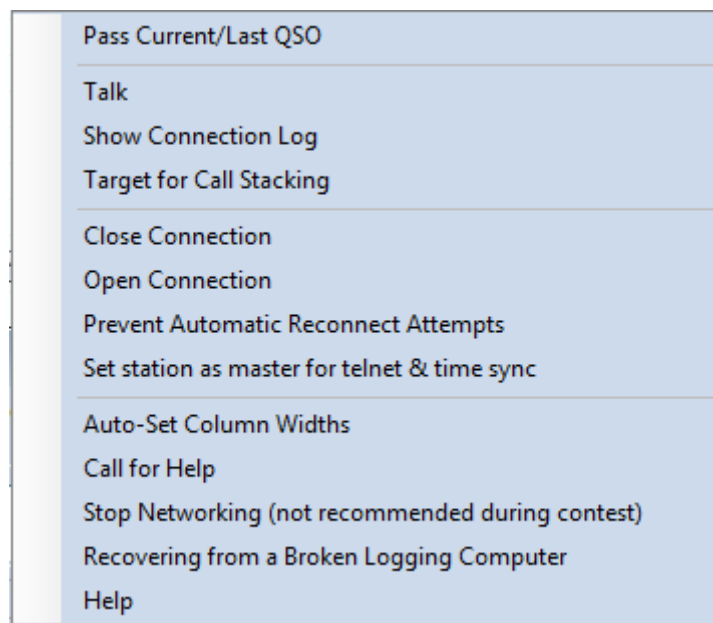 Pass Current/Last QSO
Talk
Show Connection Log
Target for Call Stacking
Close Connection
Open Connection
Prevent Automatic Reconnect Attempts
Set station as master for telnet & time sync
Auto-Set Column Widths
Call for Help
Stop Networking (not recommended during contest)
Recovering from a Broken Logging Computer
Help